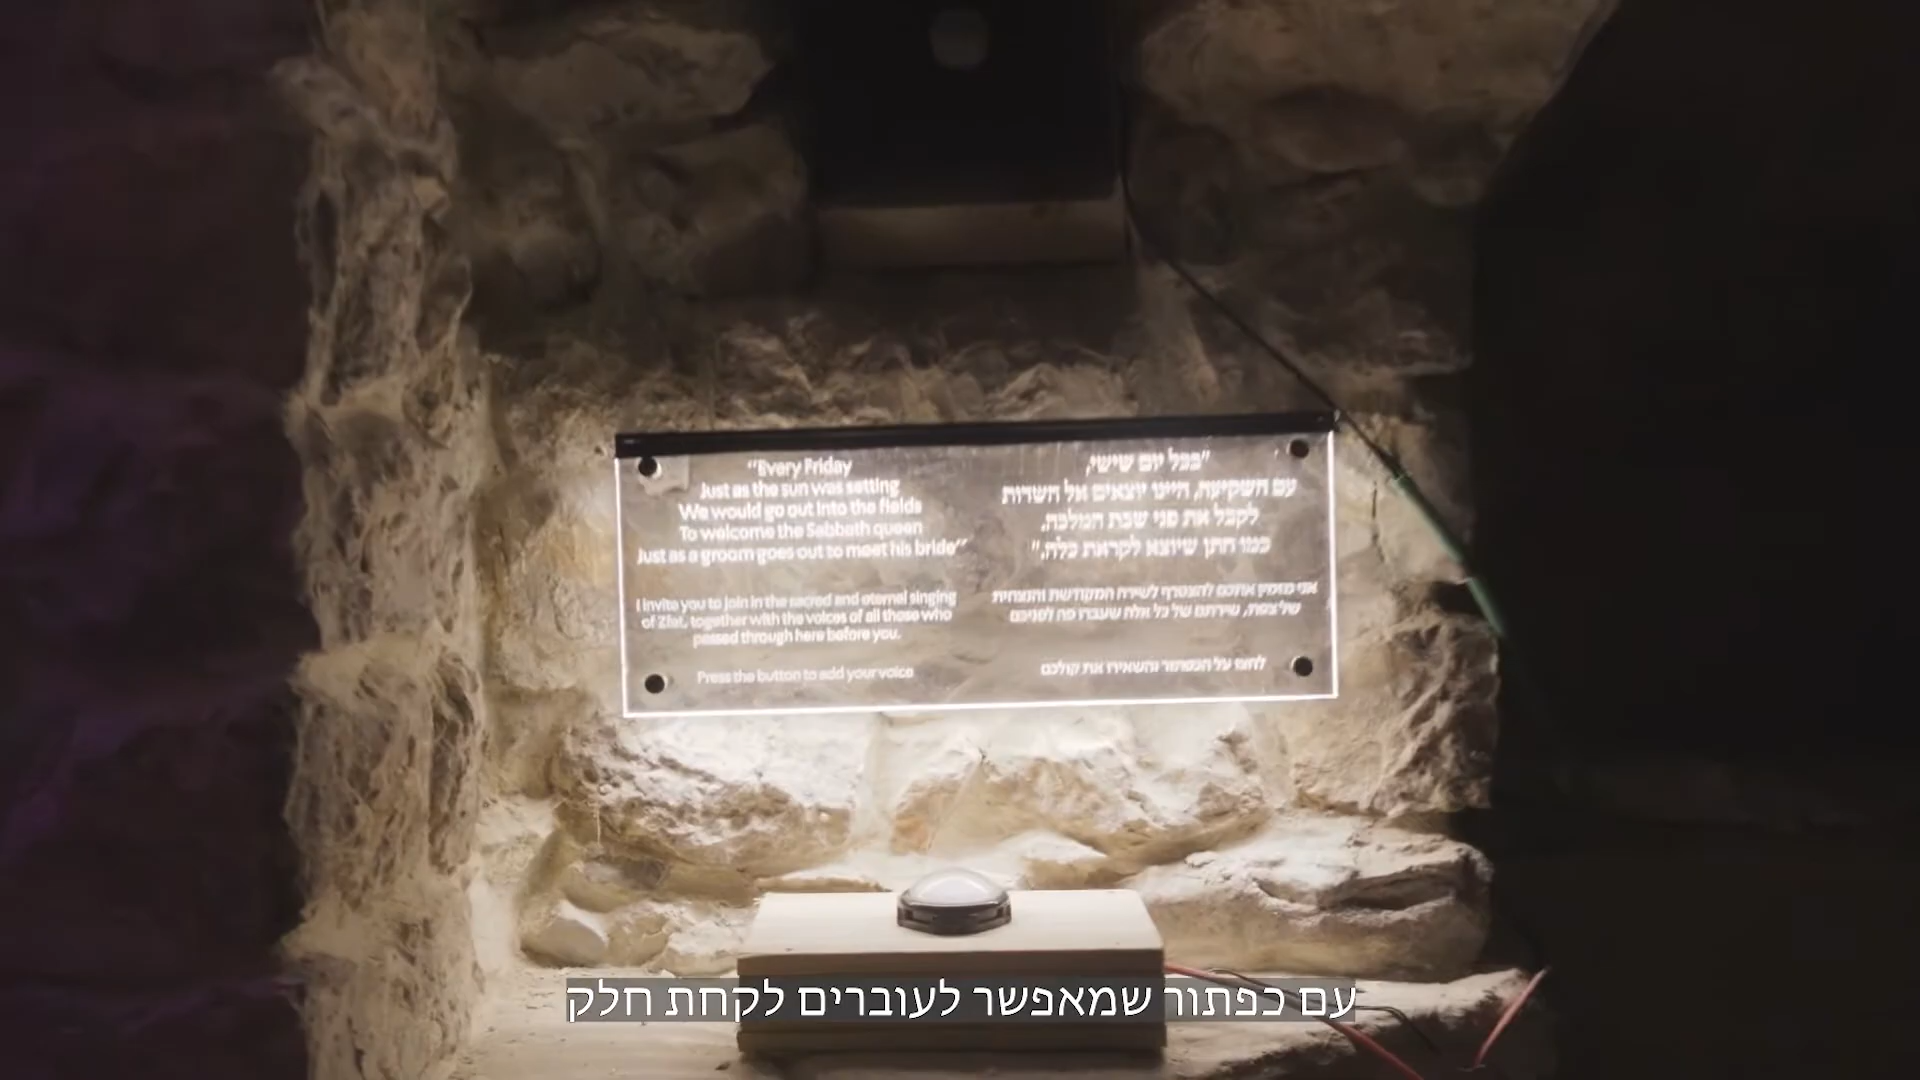 "Every Friday
Just as the sun was setting
We would go out into the fields
To welcome the Sabbath queen
Just as a groom goes out to meet his bride"
I invite you to join in the sacred and eternal singing
of Zfat, together with the voices of all those who
passed through here before you.
Press the button to add your voice
"בכל יום שישי,
עם השקיעה, היינו יוצאים אל השדות
לקבל את פני שבת המלכה,
כמו חתן שיוצא לקראת כלה."
אני מזמין אתכם להצטרף לשירה המקודשת והנצחית
של צפת, שירתם של כל אלה שעברו פה לפניכם
לחצו על הכפתור והשאירו את קולכם
עם כפתור שמאפשר לעוברים לקחת חלק